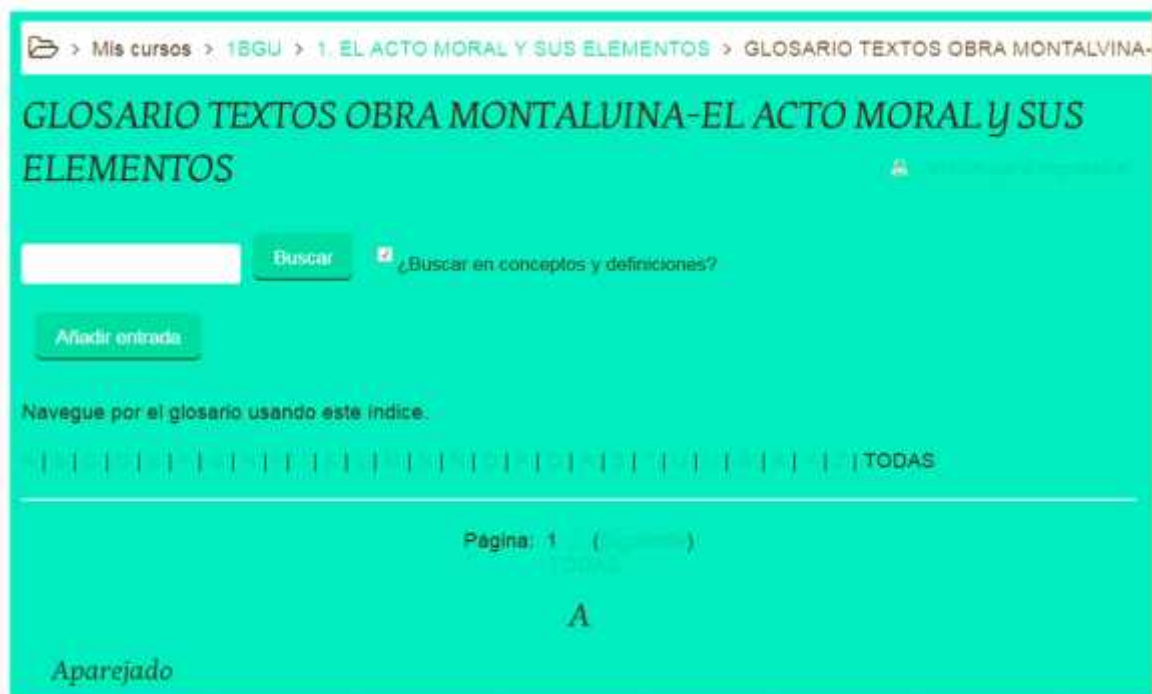 > Mis cursos > 1BGU > 1. EL ACTO MORAL Y SUS ELEMENTOS > GLOSARIO TEXTOS OBRA MONTALVINA-
GLOSARIO TEXTOS OBRA MONTALVINA-EL ACTO MORAL Y SUS
ELEMENTOS
Buscar ¿Buscar en conceptos y definiciones?
Añadir entrada
Navegue por el glosario usando este índice.
A | B | C | D | E | F | G | H | I | J | K | L | M | N | Ñ | O | P | Q | R | S | T | U | V | W | X | Y | Z | TODAS
Página: 1 (Siguiente)
TODAS
A
Aparejado